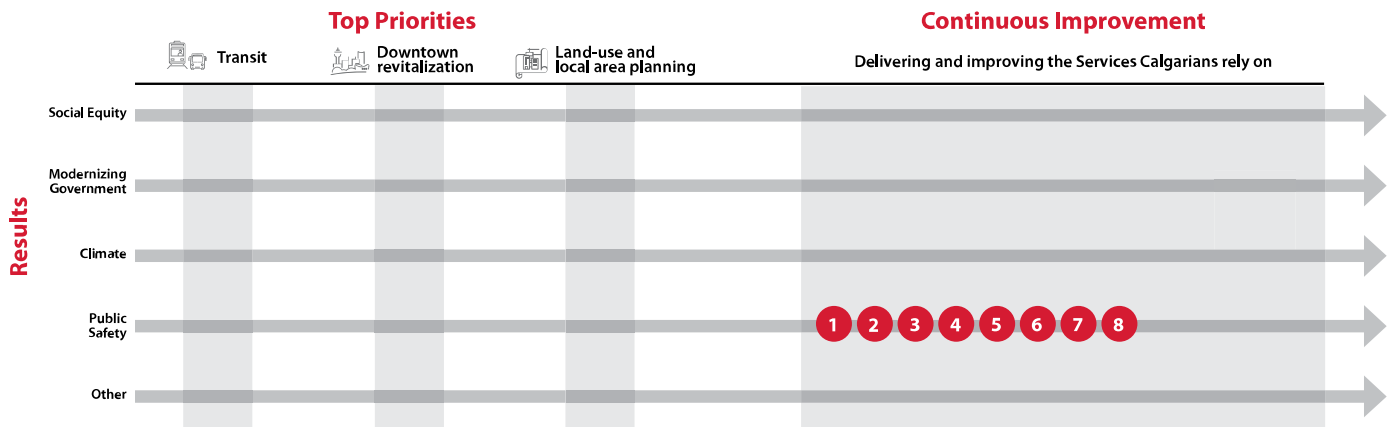 Top Priorities
Continuous Improvement
Transit
Downtown
revitalization
Land-use and
local area planning
Delivering and improving the Services Calgarians rely on
Results
Social Equity
Modernizing
Government
Climate
Public
Safety
1 2 3 4 5 6 7 8
Other